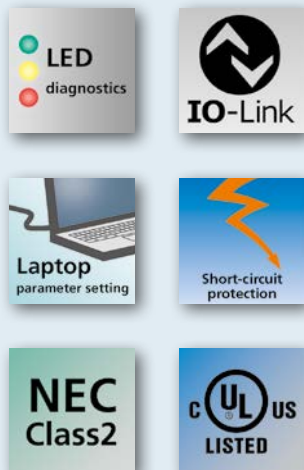 LED
diagnostics
IO-Link
Laptop
parameter setting
Short-circuit
protection
NEC
Class2
C UL US
LISTED